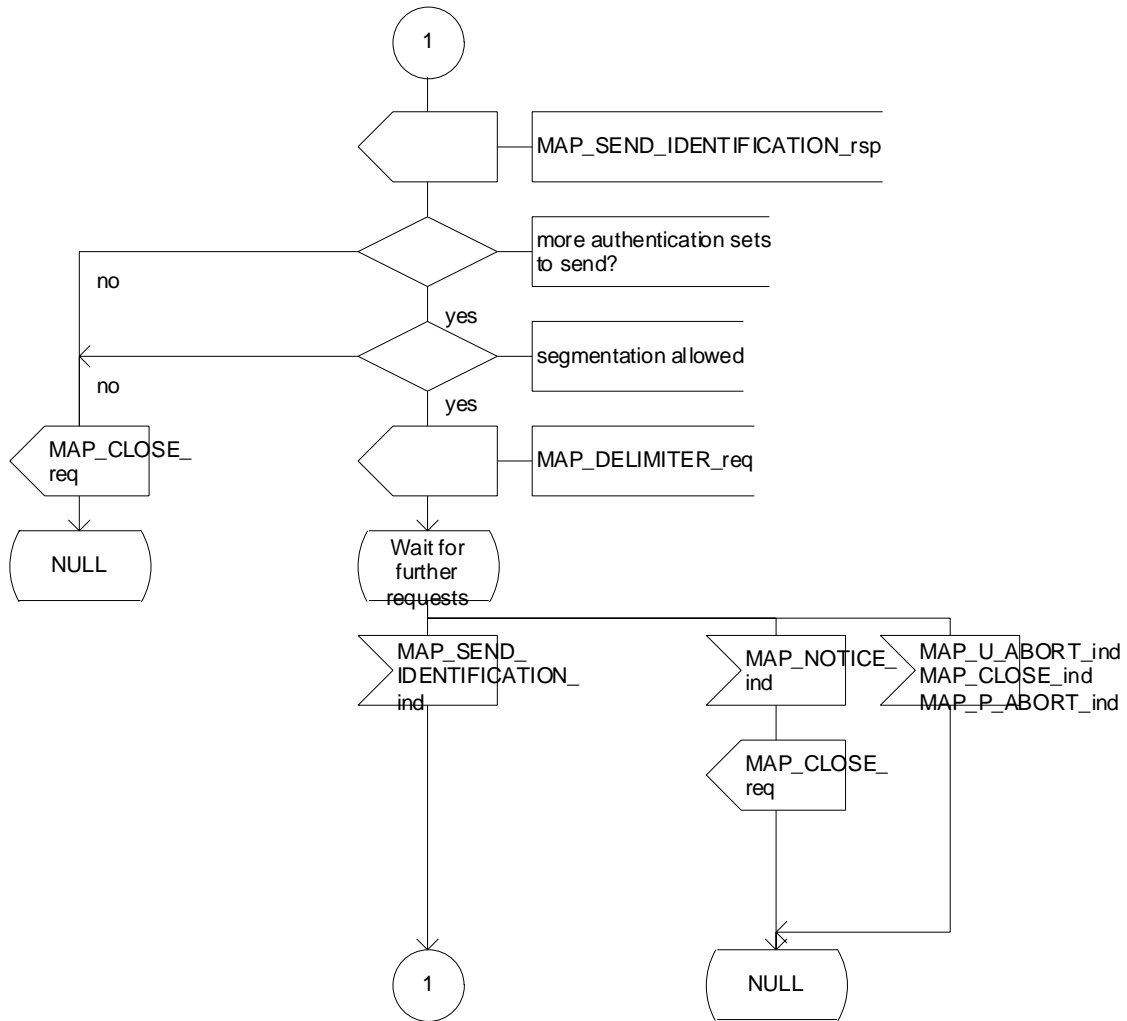 1
MAP_SEND_IDENTIFICATION_rsp
more authentication sets
to send?
no
yes
segmentation allowed
no
yes
MAP_CLOSE_
req
MAP_DELIMITER_req
NULL
Wait for
further
requests
MAP_SEND_
IDENTIFICATION_
ind
MAP_NOTICE_
ind
MAP_U_ABORT_ind
MAP_CLOSE_ind
MAP_P_ABORT_ind
MAP_CLOSE_
req
1
NULL